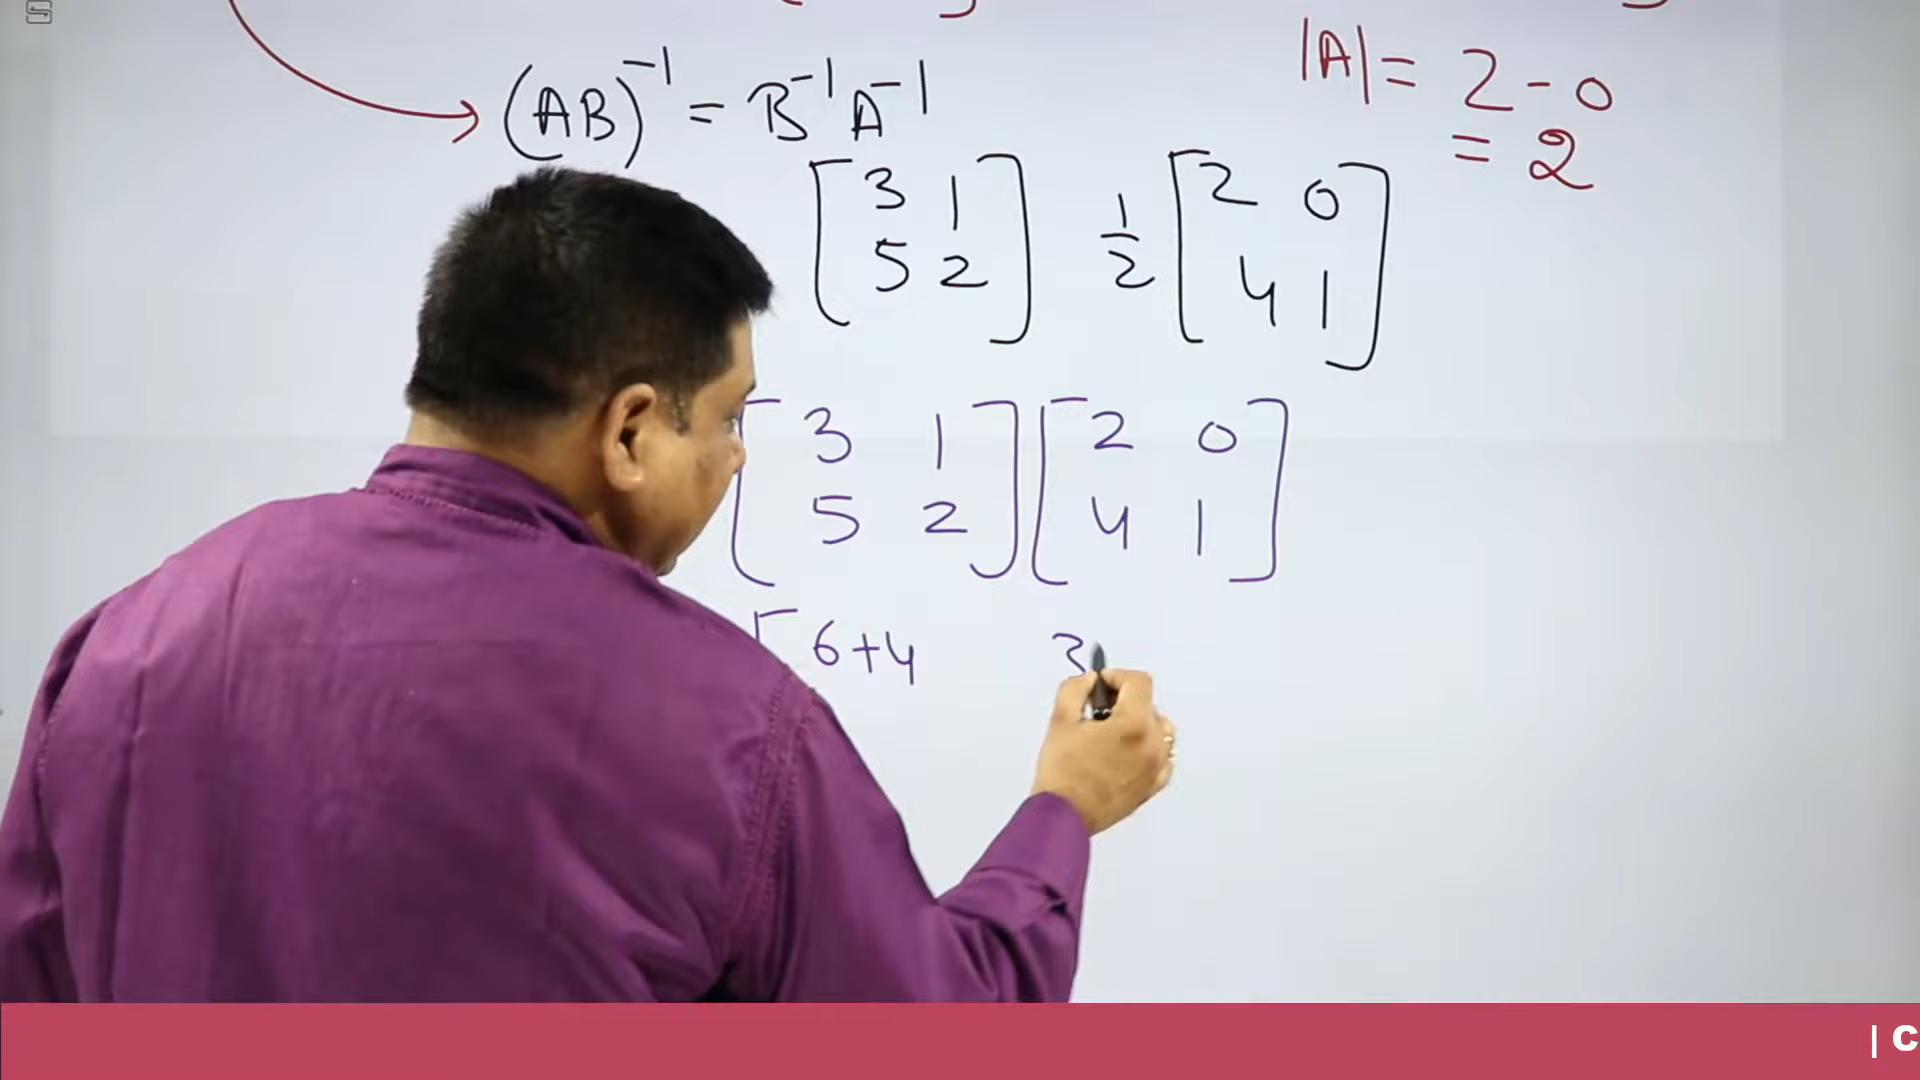 (AB)⁻¹ = B⁻¹A⁻¹
|A| = 2 - 0
= 2
[3 1
5 2] 1/2 [2 0
4 1]
[3 1
5 2] [2 0
4 1]
[6+4 3
| C